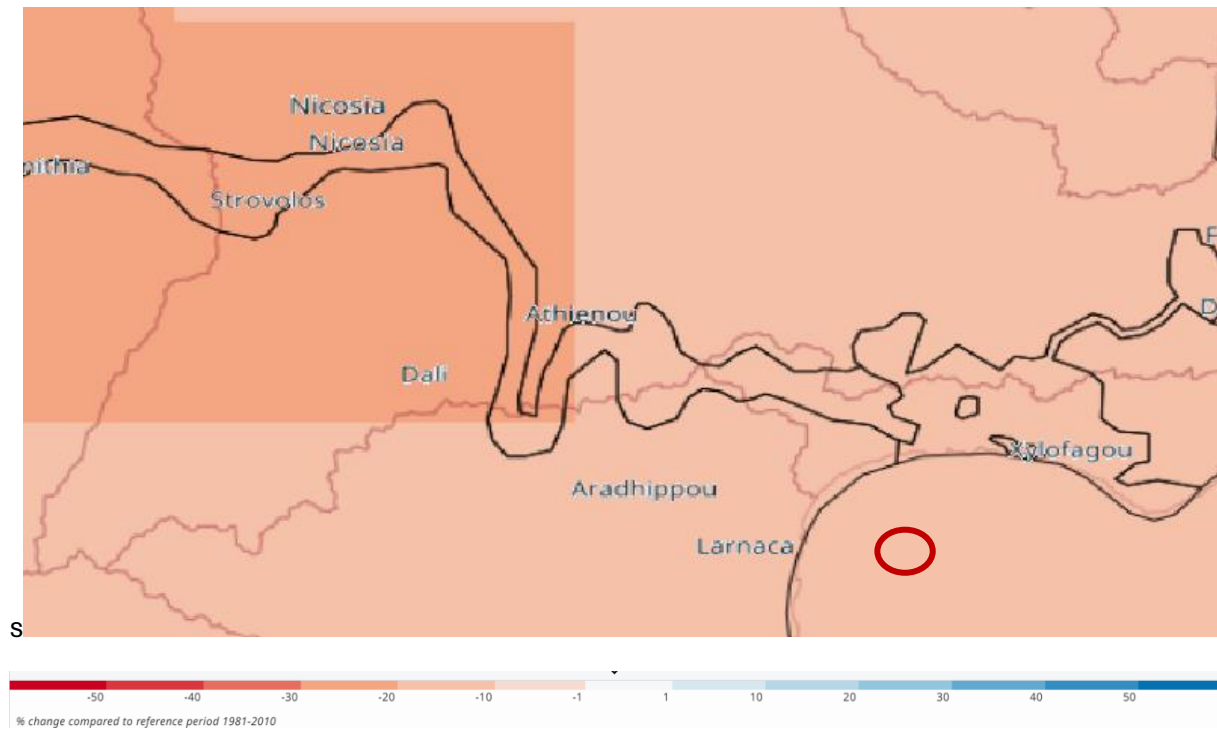 Nicosia
Nicosia
nithia
Strovolos
F
Athienou
D
Dali
Xylofagou
Aradhippou
Larnaca
s
-50 -40 -30 -20 -10 -1 1 10 20 30 40 50
% change compared to reference period 1981-2010